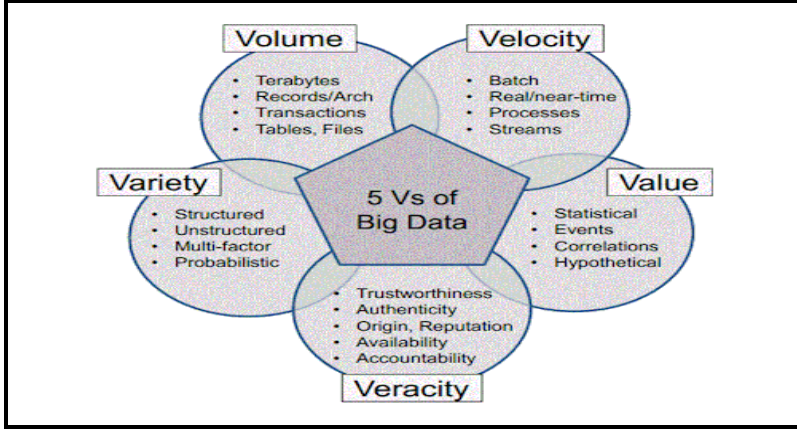 Volume
• Terabytes
• Records/Arch
• Transactions
• Tables, Files
Velocity
• Batch
• Real/near-time
• Processes
• Streams
Variety
• Structured
• Unstructured
• Multi-factor
• Probabilistic
5 Vs of
Big Data
Value
• Statistical
• Events
• Correlations
• Hypothetical
• Trustworthiness
• Authenticity
• Origin, Reputation
• Availability
• Accountability
Veracity